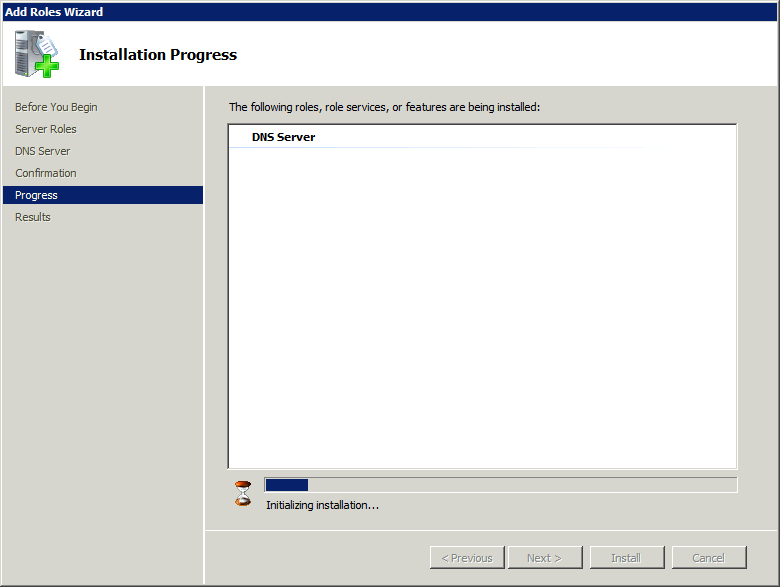 Add Roles Wizard
Installation Progress
Before You Begin
Server Roles
DNS Server
Confirmation
Progress
Results
The following roles, role services, or features are being installed:
DNS Server
Initializing installation...
< Previous
Next >
Install
Cancel